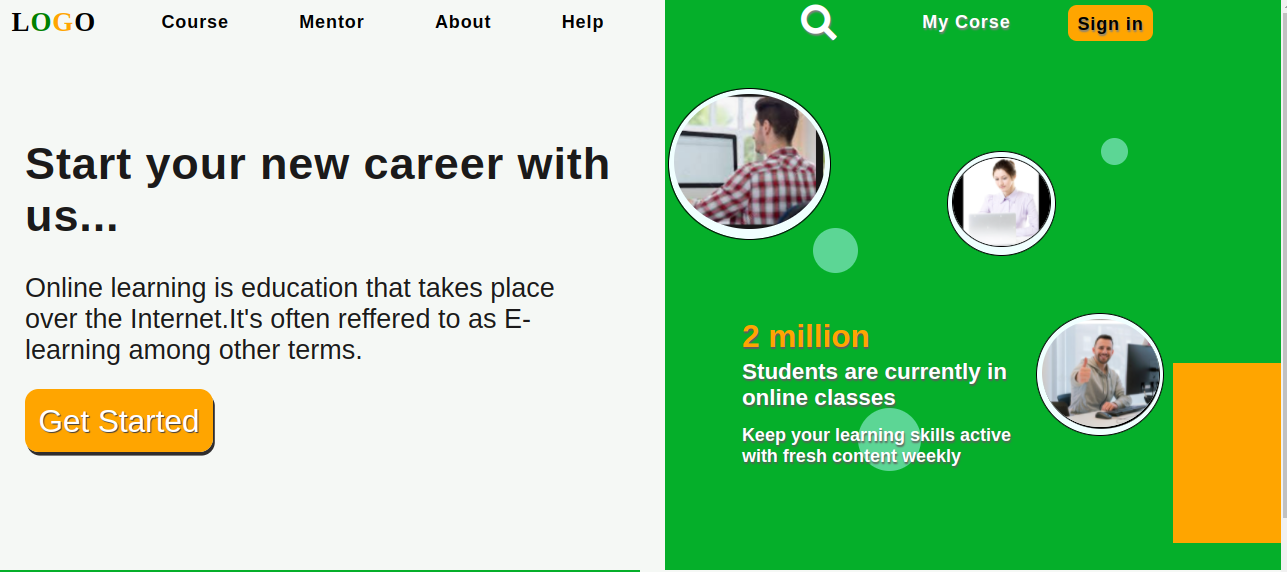 LOGO Course Mentor About Help My Corse Sign in
Start your new career with
us...
Online learning is education that takes place
over the Internet.It's often reffered to as E-
learning among other terms.
Get Started
2 million
Students are currently in
online classes
Keep your learning skills active
with fresh content weekly